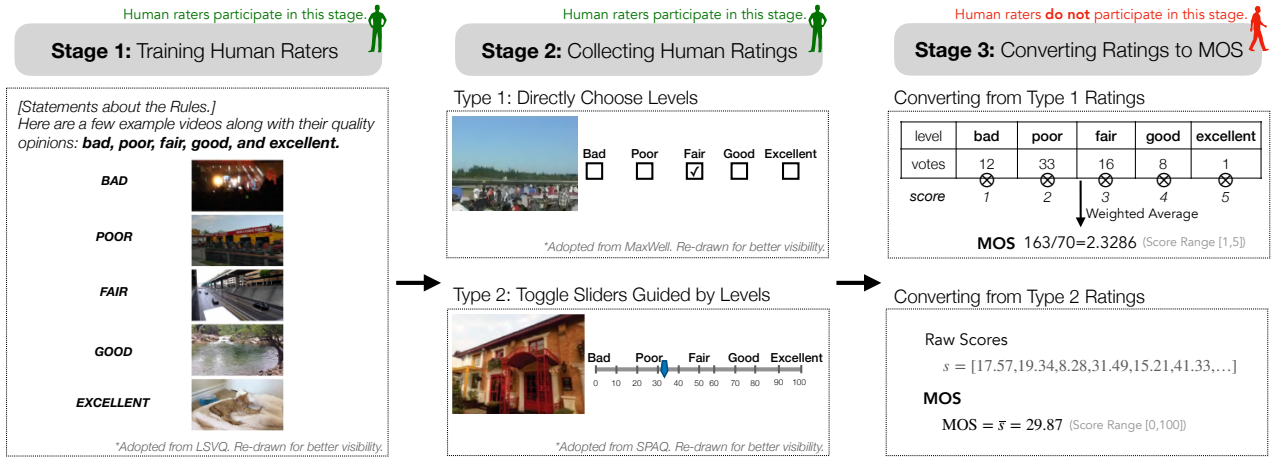 Human raters participate in this stage.
Stage 1: Training Human Raters
[Statements about the Rules.]
Here are a few example videos along with their quality
opinions: bad, poor, fair, good, and excellent.
BAD
POOR
FAIR
GOOD
EXCELLENT
*Adopted from LSVQ. Re-drawn for better visibility.
Human raters participate in this stage.
Stage 2: Collecting Human Ratings
Type 1: Directly Choose Levels
Bad Poor Fair Good Excellent
*Adopted from MaxWell. Re-drawn for better visibility.
Type 2: Toggle Sliders Guided by Levels
Bad Poor Fair Good Excellent
0 10 20 30 40 50 60 70 80 90 100
*Adopted from SPAQ. Re-drawn for better visibility.
Human raters do not participate in this stage.
Stage 3: Converting Ratings to MOS
Converting from Type 1 Ratings
level bad poor fair good excellent
votes 12 33 16 8 1
score 1 2 3 4 5
Weighted Average
MOS 163/70=2.3286 (Score Range [1,5])
Converting from Type 2 Ratings
Raw Scores
s = [17.57,19.34,8.28,31.49,15.21,41.33,…]
MOS
MOS = s̄ = 29.87 (Score Range [0,100])